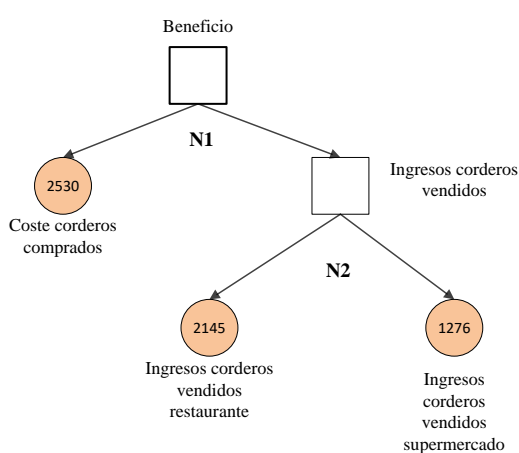 Beneficio
N1
2530
Coste corderos
comprados
Ingresos corderos
vendidos
N2
2145
Ingresos corderos
vendidos
restaurante
1276
Ingresos
corderos
vendidos
supermercado